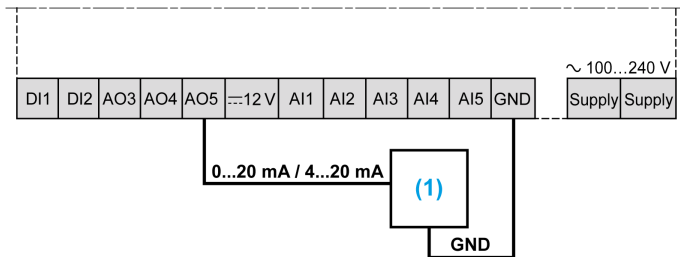 ∼ 100...240 V
DI1 DI2 AO3 AO4 AO5 ⎓12 V AI1 AI2 AI3 AI4 AI5 GND Supply Supply
0...20 mA / 4...20 mA
(1)
GND